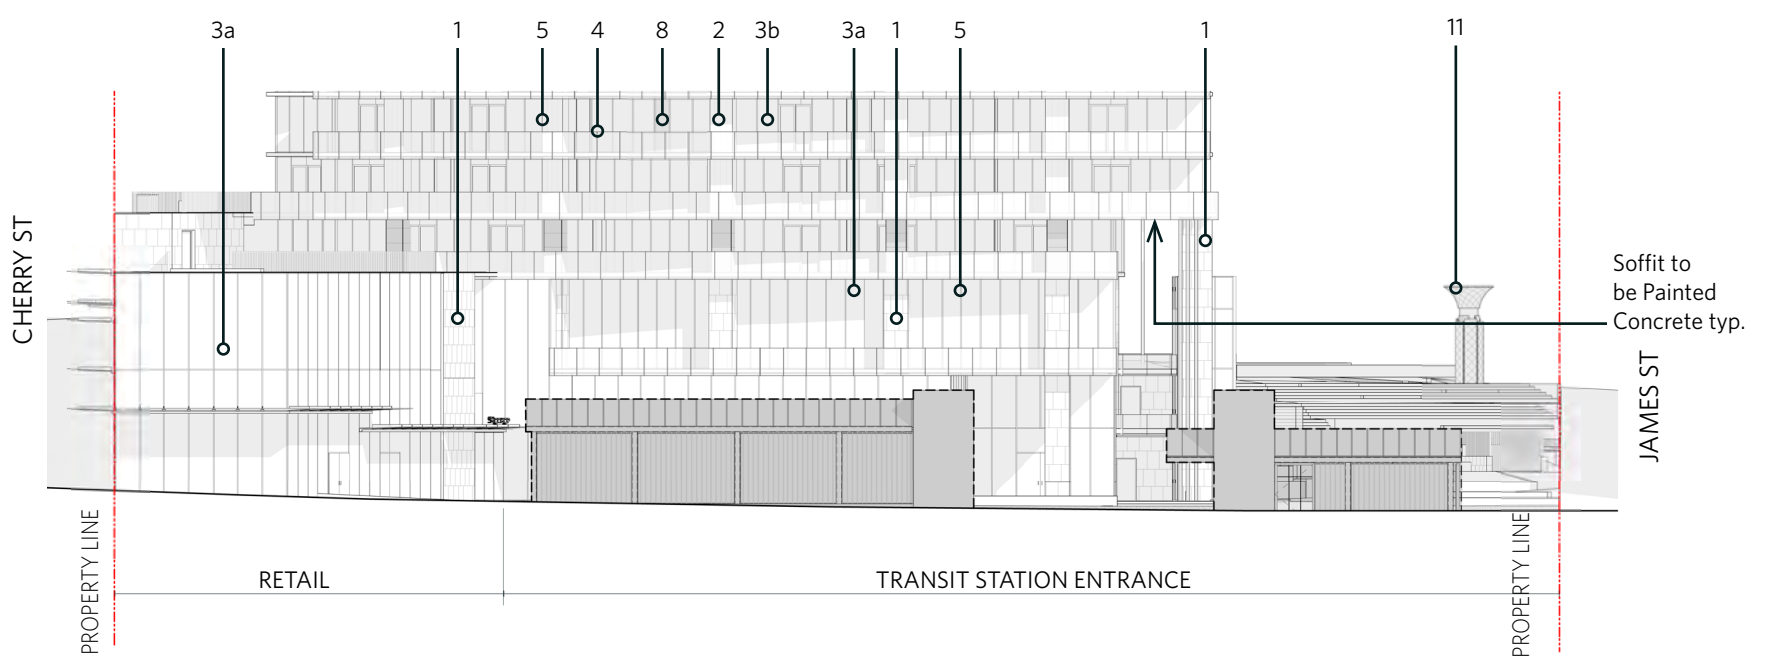 3a
1
5
4
8
2
3b
3a
1
5
1
11
CHERRY ST
Soffit to
be Painted
Concrete typ.
JAMES ST
PROPERTY LINE
RETAIL
TRANSIT STATION ENTRANCE
PROPERTY LINE